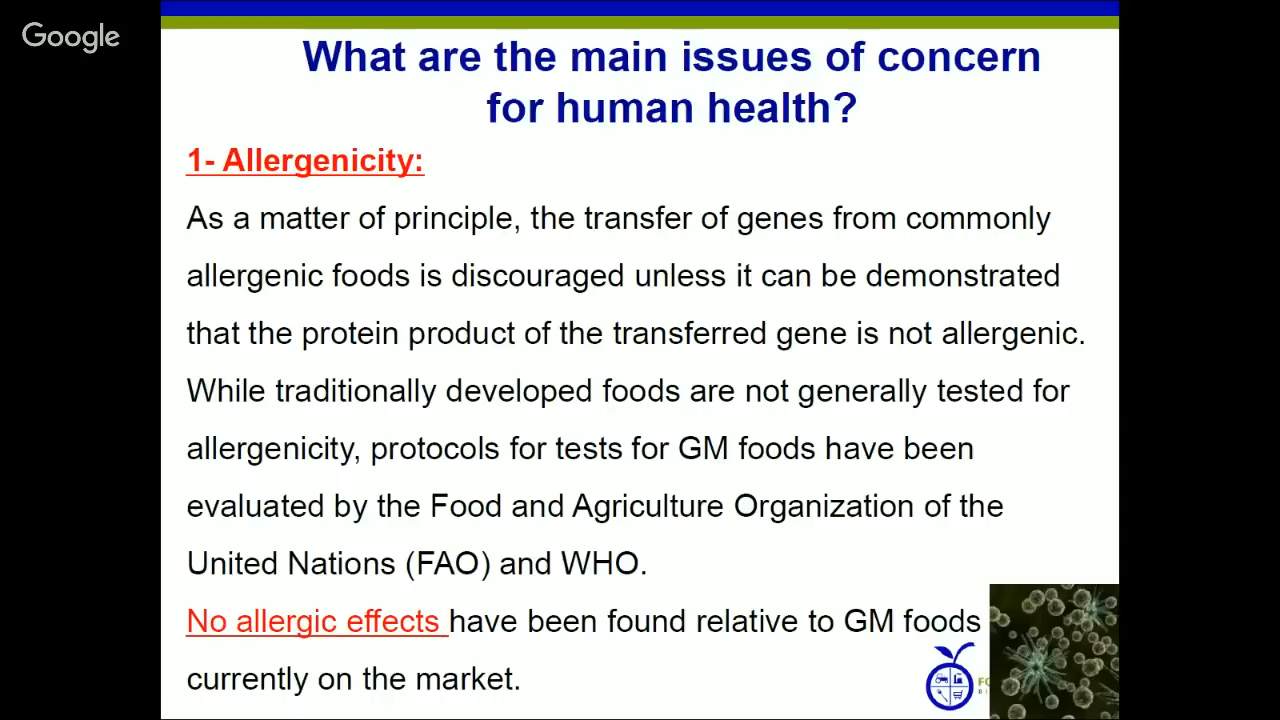 Google
What are the main issues of concern
for human health?
1- Allergenicity:
As a matter of principle, the transfer of genes from commonly
allergenic foods is discouraged unless it can be demonstrated
that the protein product of the transferred gene is not allergenic.
While traditionally developed foods are not generally tested for
allergenicity, protocols for tests for GM foods have been
evaluated by the Food and Agriculture Organization of the
United Nations (FAO) and WHO.
No allergic effects have been found relative to GM foods
currently on the market.